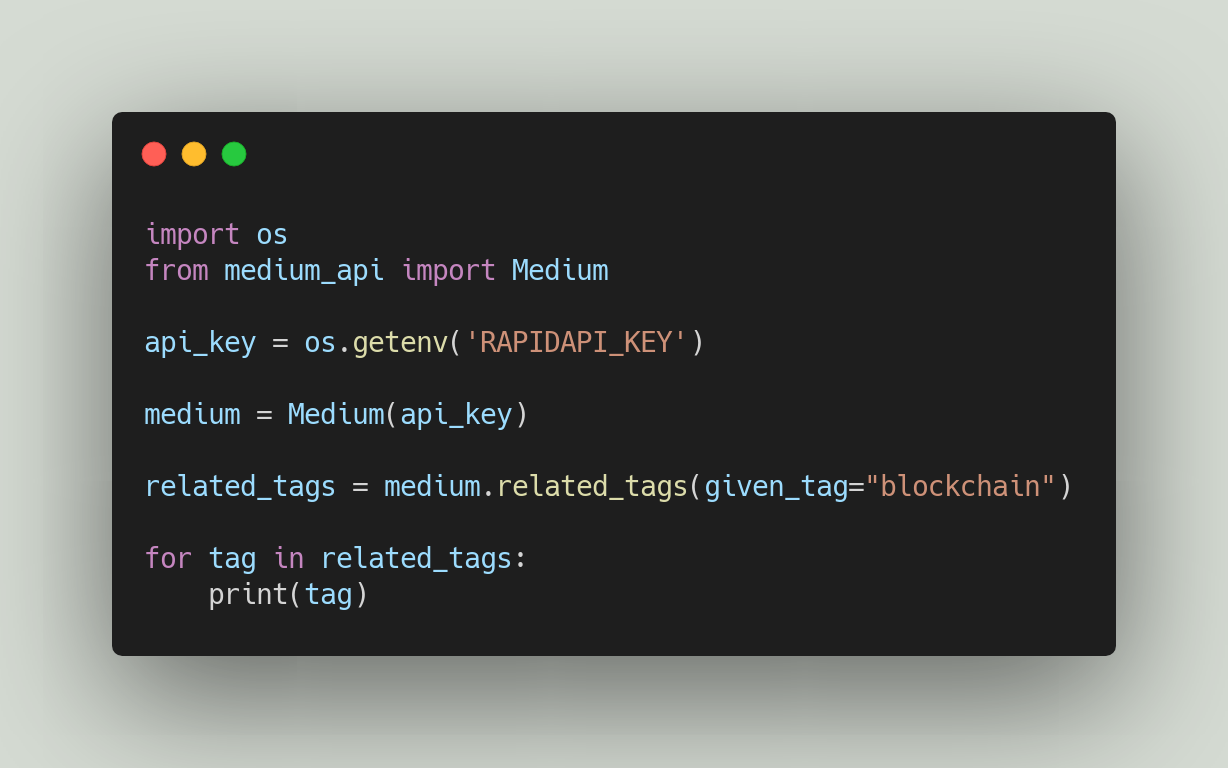 import os
from medium_api import Medium
api_key = os.getenv('RAPIDAPI_KEY')
medium = Medium(api_key)
related_tags = medium.related_tags(given_tag="blockchain")
for tag in related_tags:
    print(tag)